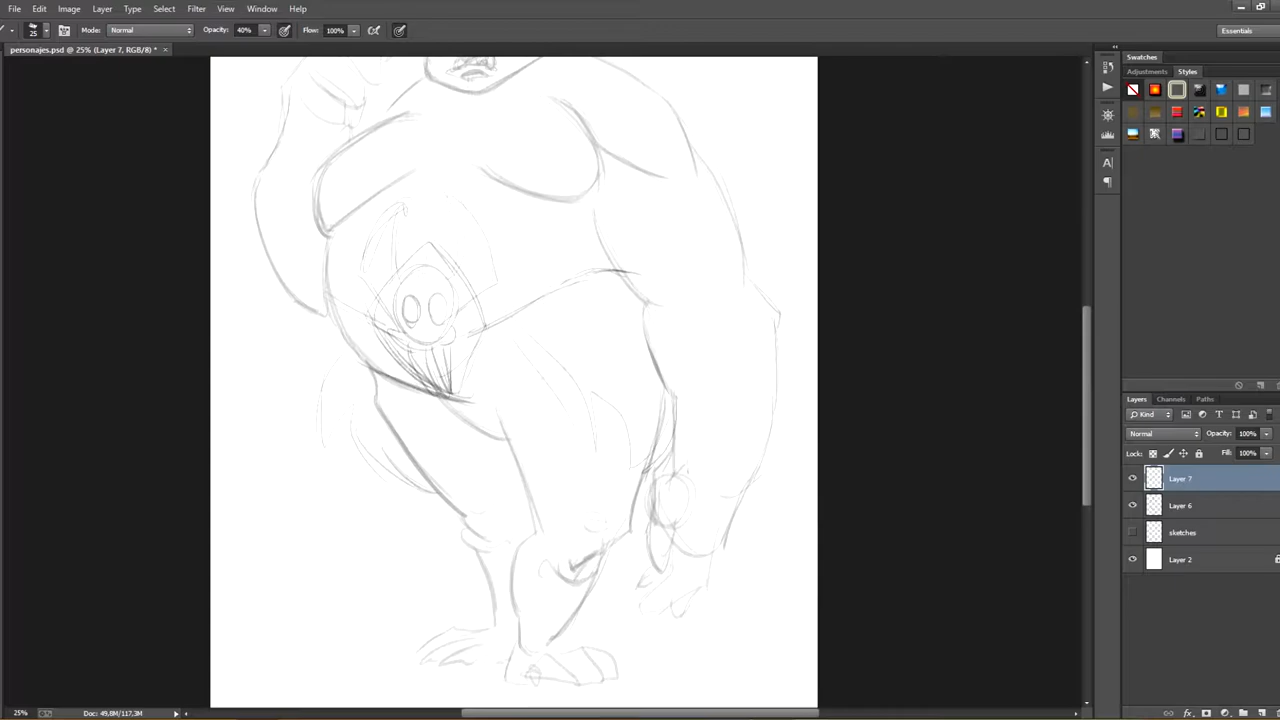 File Edit Image Layer Type Select Filter View Window Help
25 Mode: Normal Opacity: 40% Flow: 100% Essentials
personajes.psd @ 25% (Layer 7, RGB/8) * ×
Swatches
Adjustments Styles
Layers Channels Paths
Kind
Normal Opacity: 100%
Lock: Fill: 100%
Layer 7
Layer 6
sketches
Layer 2
25% Doc: 49,8M/117,3M